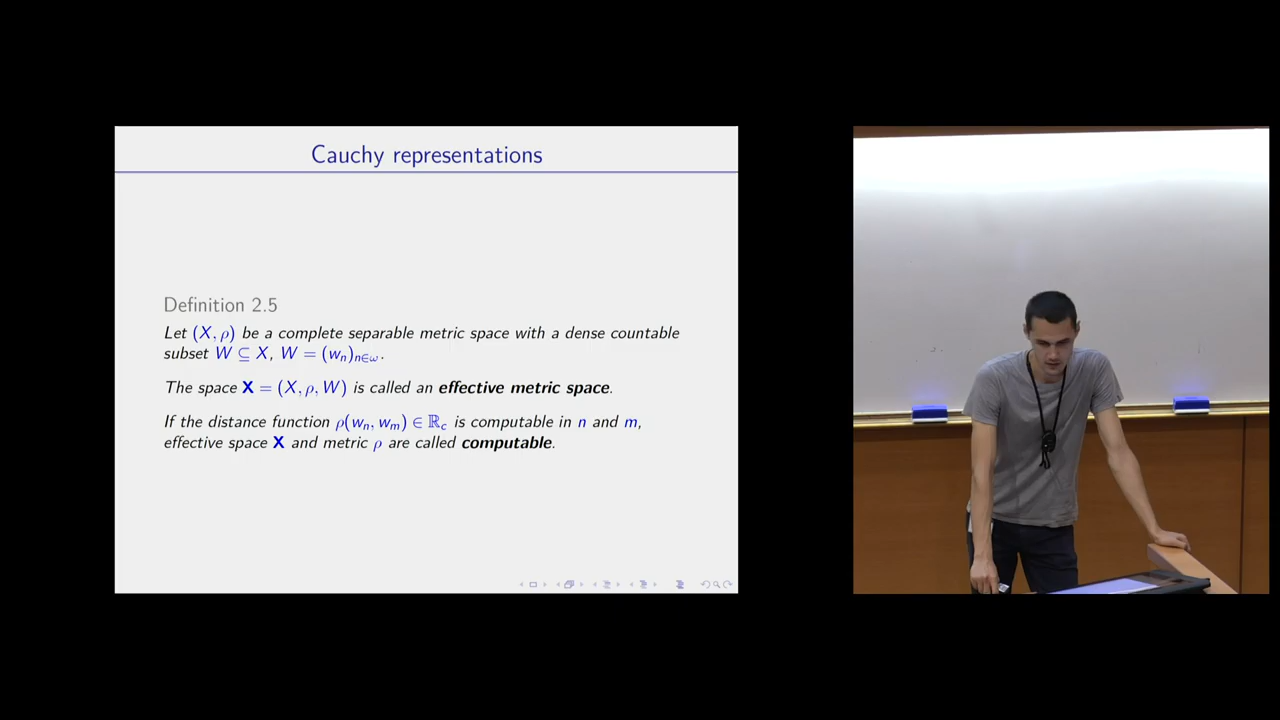 Cauchy representations
Definition 2.5
Let (X, ρ) be a complete separable metric space with a dense countable
subset W ⊆ X, W = (wₙ)ₙ∈ω.
The space X = (X, ρ, W) is called an effective metric space.
If the distance function ρ(wₙ, wₘ) ∈ ℝ_c is computable in n and m,
effective space X and metric ρ are called computable.